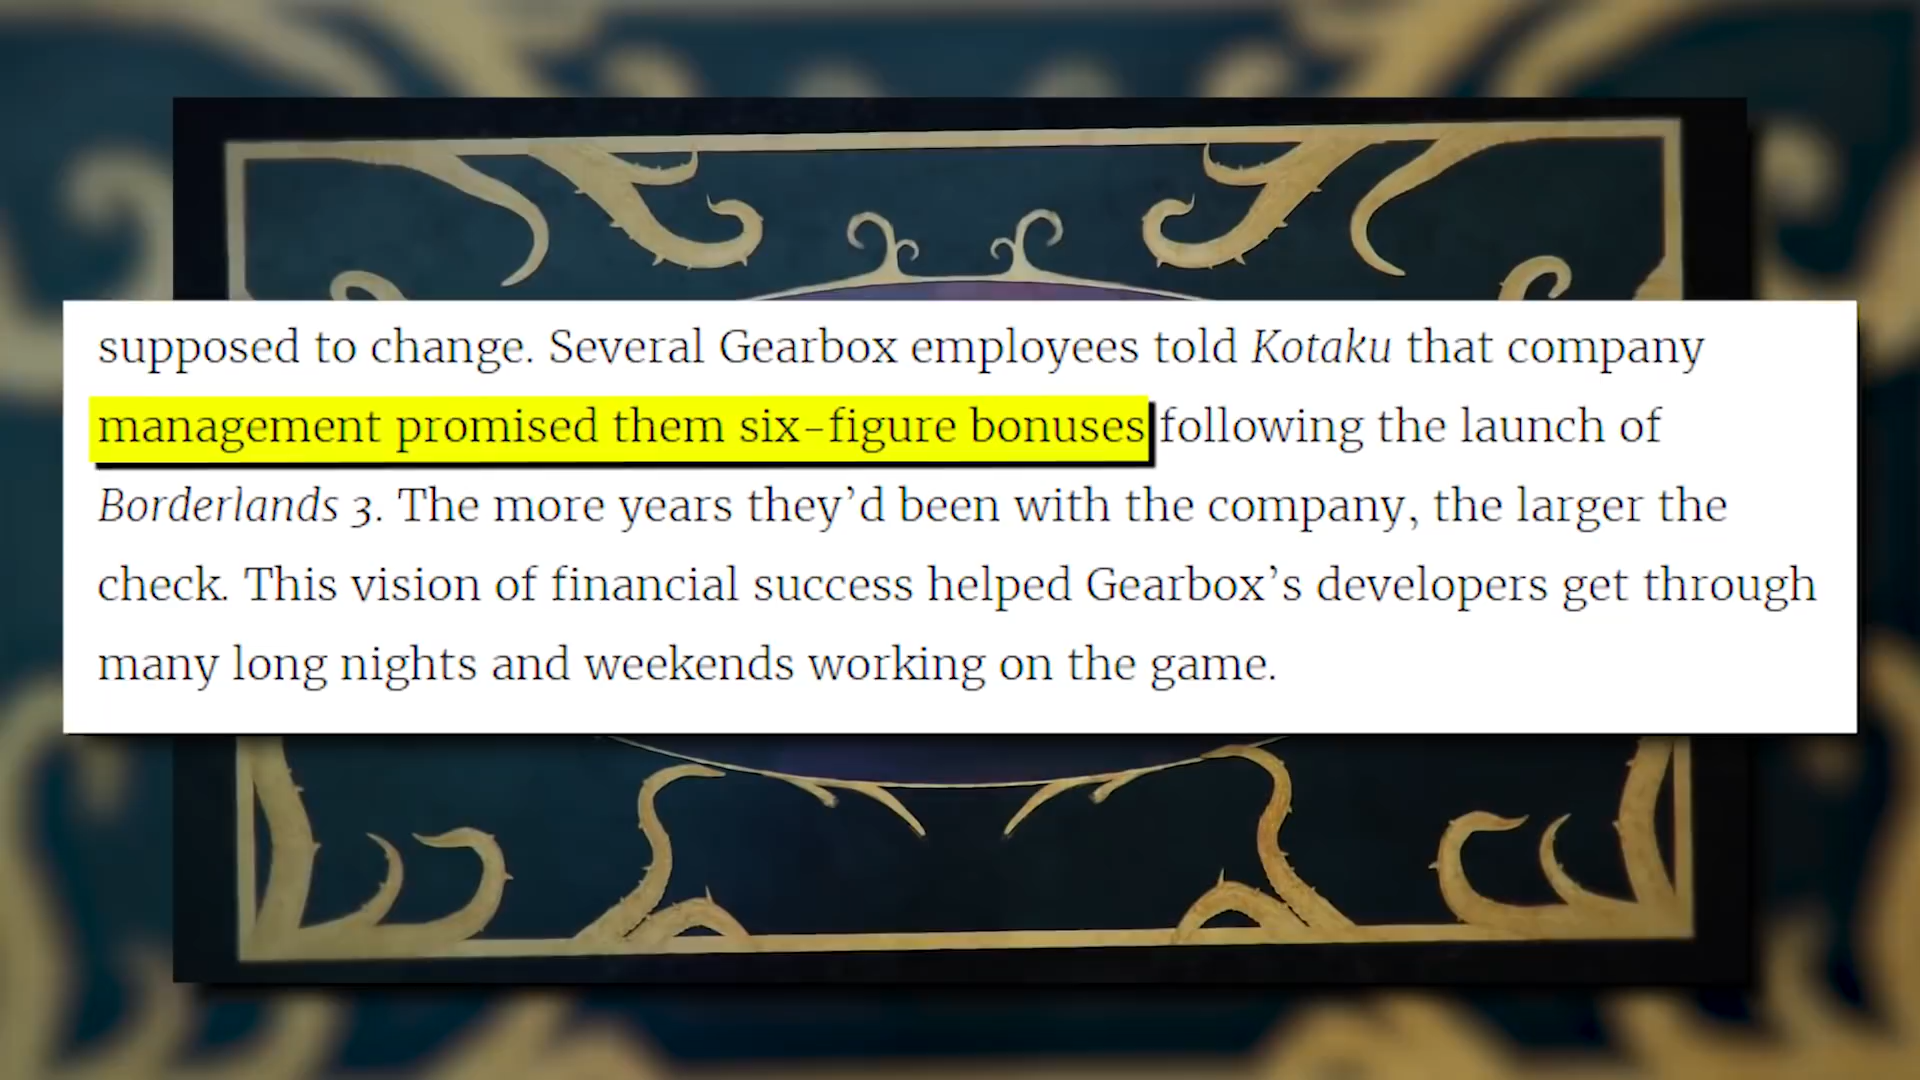 supposed to change. Several Gearbox employees told Kotaku that company
management promised them six-figure bonuses following the launch of
Borderlands 3. The more years they’d been with the company, the larger the
check. This vision of financial success helped Gearbox’s developers get through
many long nights and weekends working on the game.